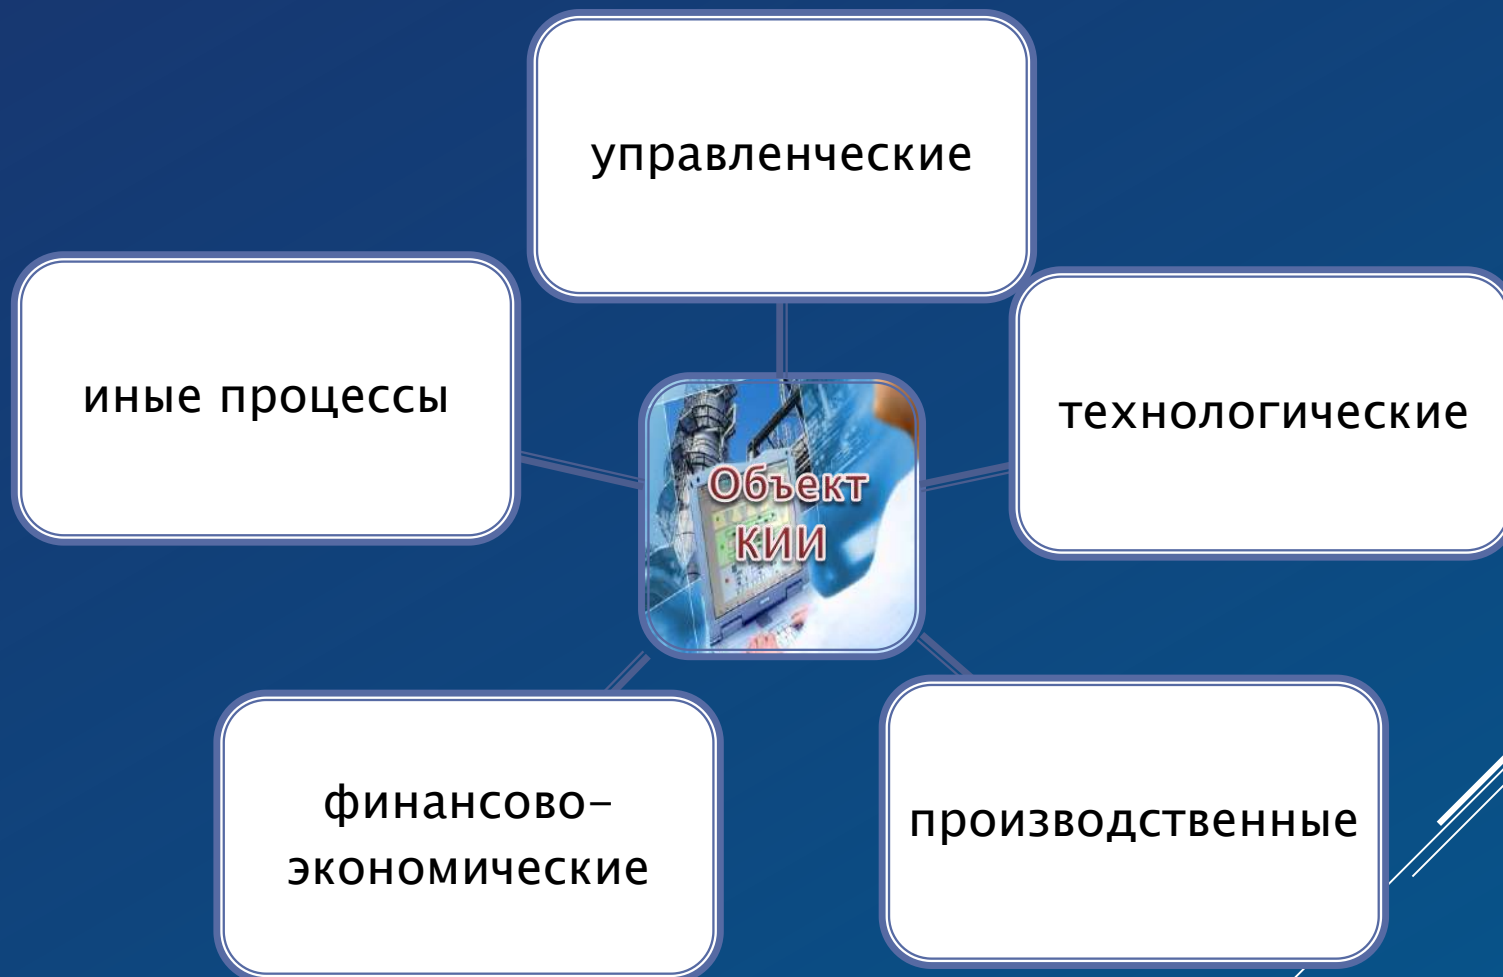 управленческие
иные процессы
технологические
Объект
КИИ
финансово-
экономические
производственные